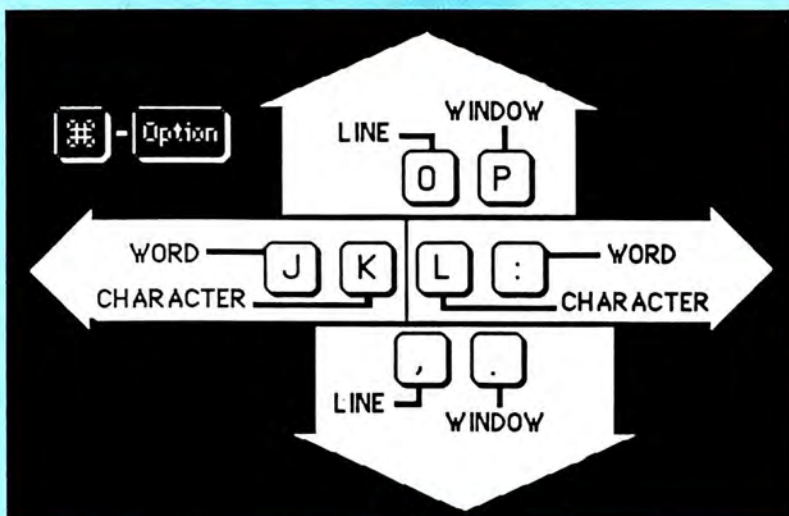 ⌘-Option
LINE WINDOW
O P
WORD J K L : WORD
CHARACTER CHARACTER
, .
LINE WINDOW